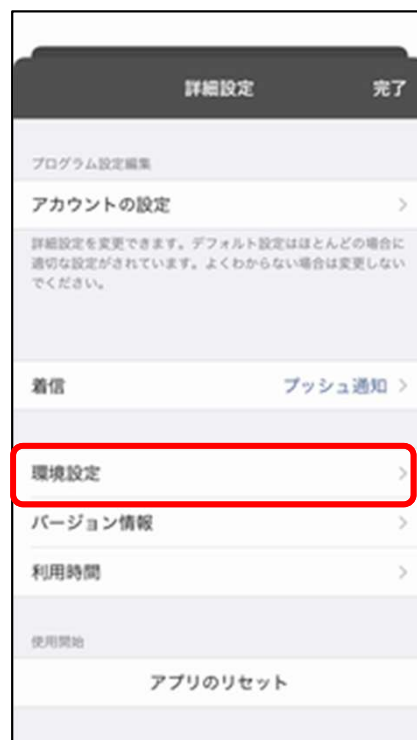 詳細設定
完了
プログラム設定編集
アカウントの設定
詳細設定を変更できます。デフォルト設定はほとんどの場合に
適切な設定がされています。よくわからない場合は変更しない
でください。
着信
プッシュ通知
環境設定
バージョン情報
利用時間
使用開始
アプリのリセット